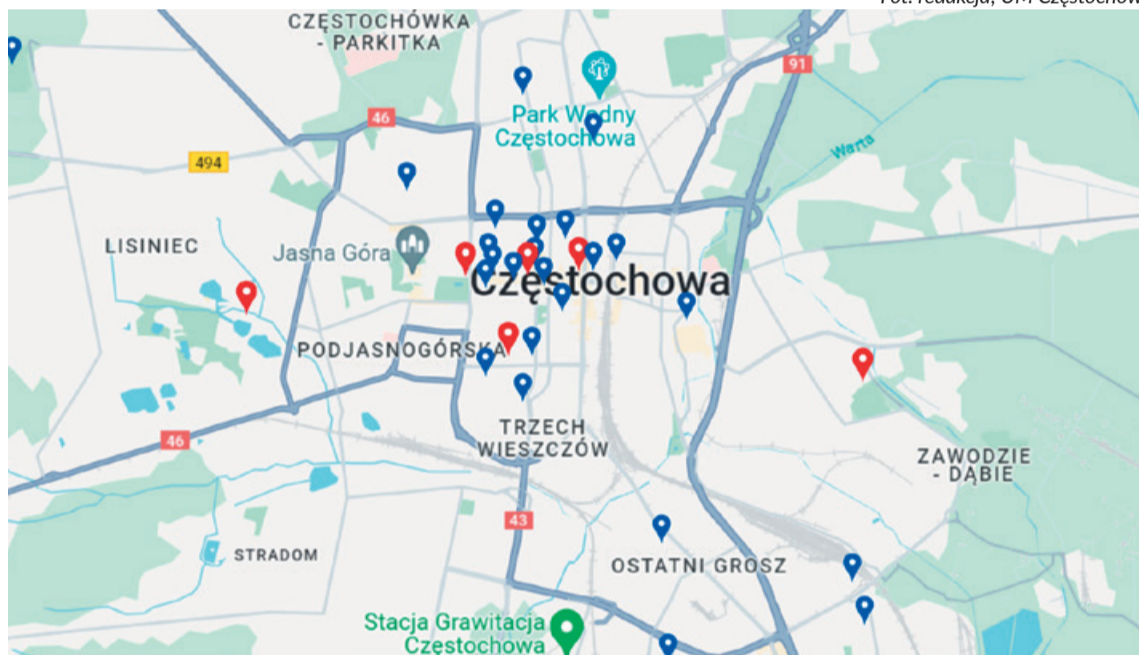 Fot. redakcja, UM Częstochow
CZĘSTOCHÓWKA
- PARKITKA
91
46
Park Wodny
Częstochowa
494
Warta
LISINIEC
Jasna Góra
Częstochowa
PODJASNOGÓRSKA
46
TRZECH
WIESZCZÓW
ZAWODZIE
- DĄBIE
43
STRADOM
OSTATNI GROSZ
Stacja Grawitacja
Częstochowa